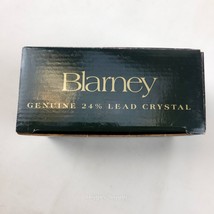 Blarney
GENUINE 24% LEAD CRYSTAL